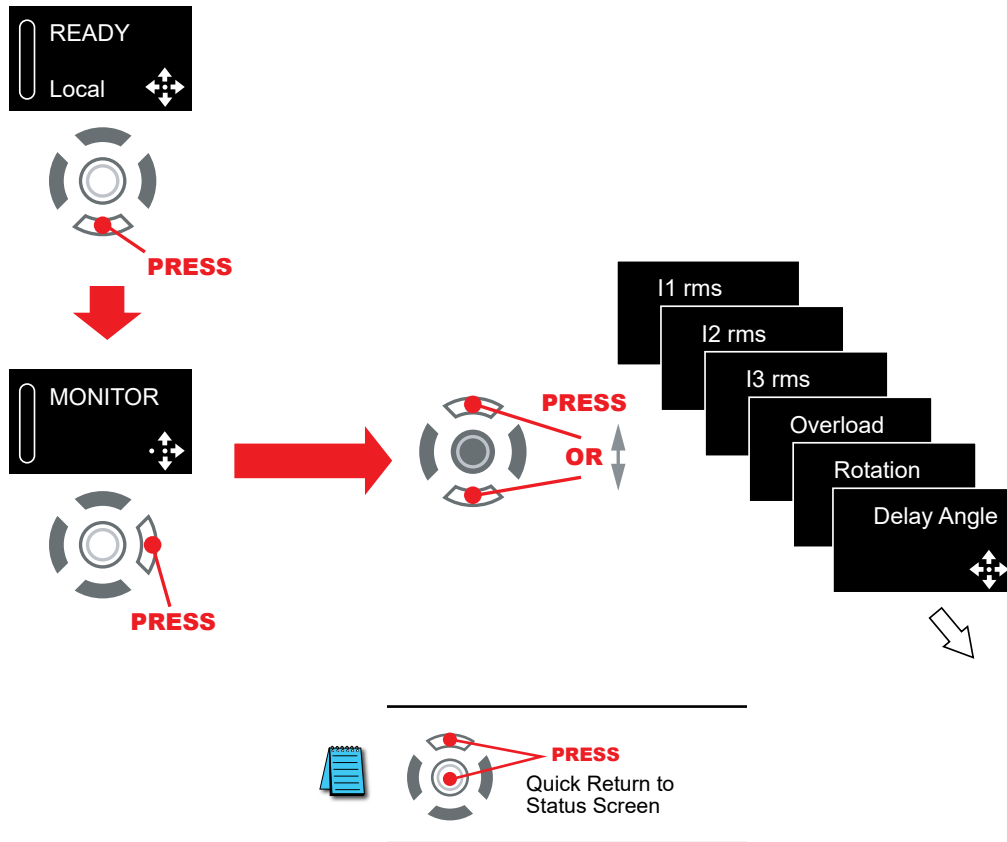 READY
Local
PRESS
MONITOR
PRESS
PRESS
OR
I1 rms
I2 rms
I3 rms
Overload
Rotation
Delay Angle
PRESS
Quick Return to
Status Screen